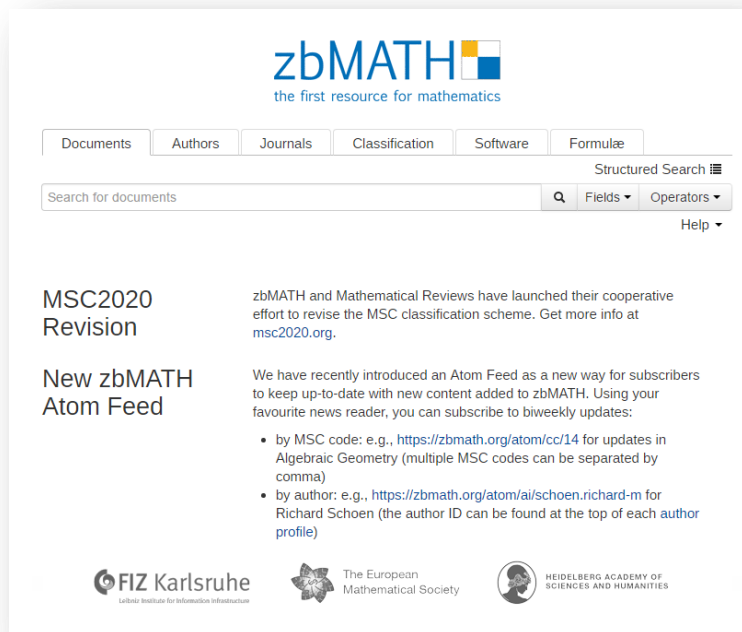 zbMATH
the first resource for mathematics
Documents Authors Journals Classification Software Formulæ
Structured Search
Search for documents Fields Operators
Help
MSC2020
Revision
zbMATH and Mathematical Reviews have launched their cooperative
effort to revise the MSC classification scheme. Get more info at
msc2020.org.
New zbMATH
Atom Feed
We have recently introduced an Atom Feed as a new way for subscribers
to keep up-to-date with new content added to zbMATH. Using your
favourite news reader, you can subscribe to biweekly updates:
• by MSC code: e.g., https://zbmath.org/atom/cc/14 for updates in
Algebraic Geometry (multiple MSC codes can be separated by
comma)
• by author: e.g., https://zbmath.org/atom/ai/schoen.richard-m for
Richard Schoen (the author ID can be found at the top of each author
profile)
FIZ Karlsruhe
Leibniz Institute for Information Infrastructure
The European
Mathematical Society
HEIDELBERG ACADEMY OF
SCIENCES AND HUMANITIES